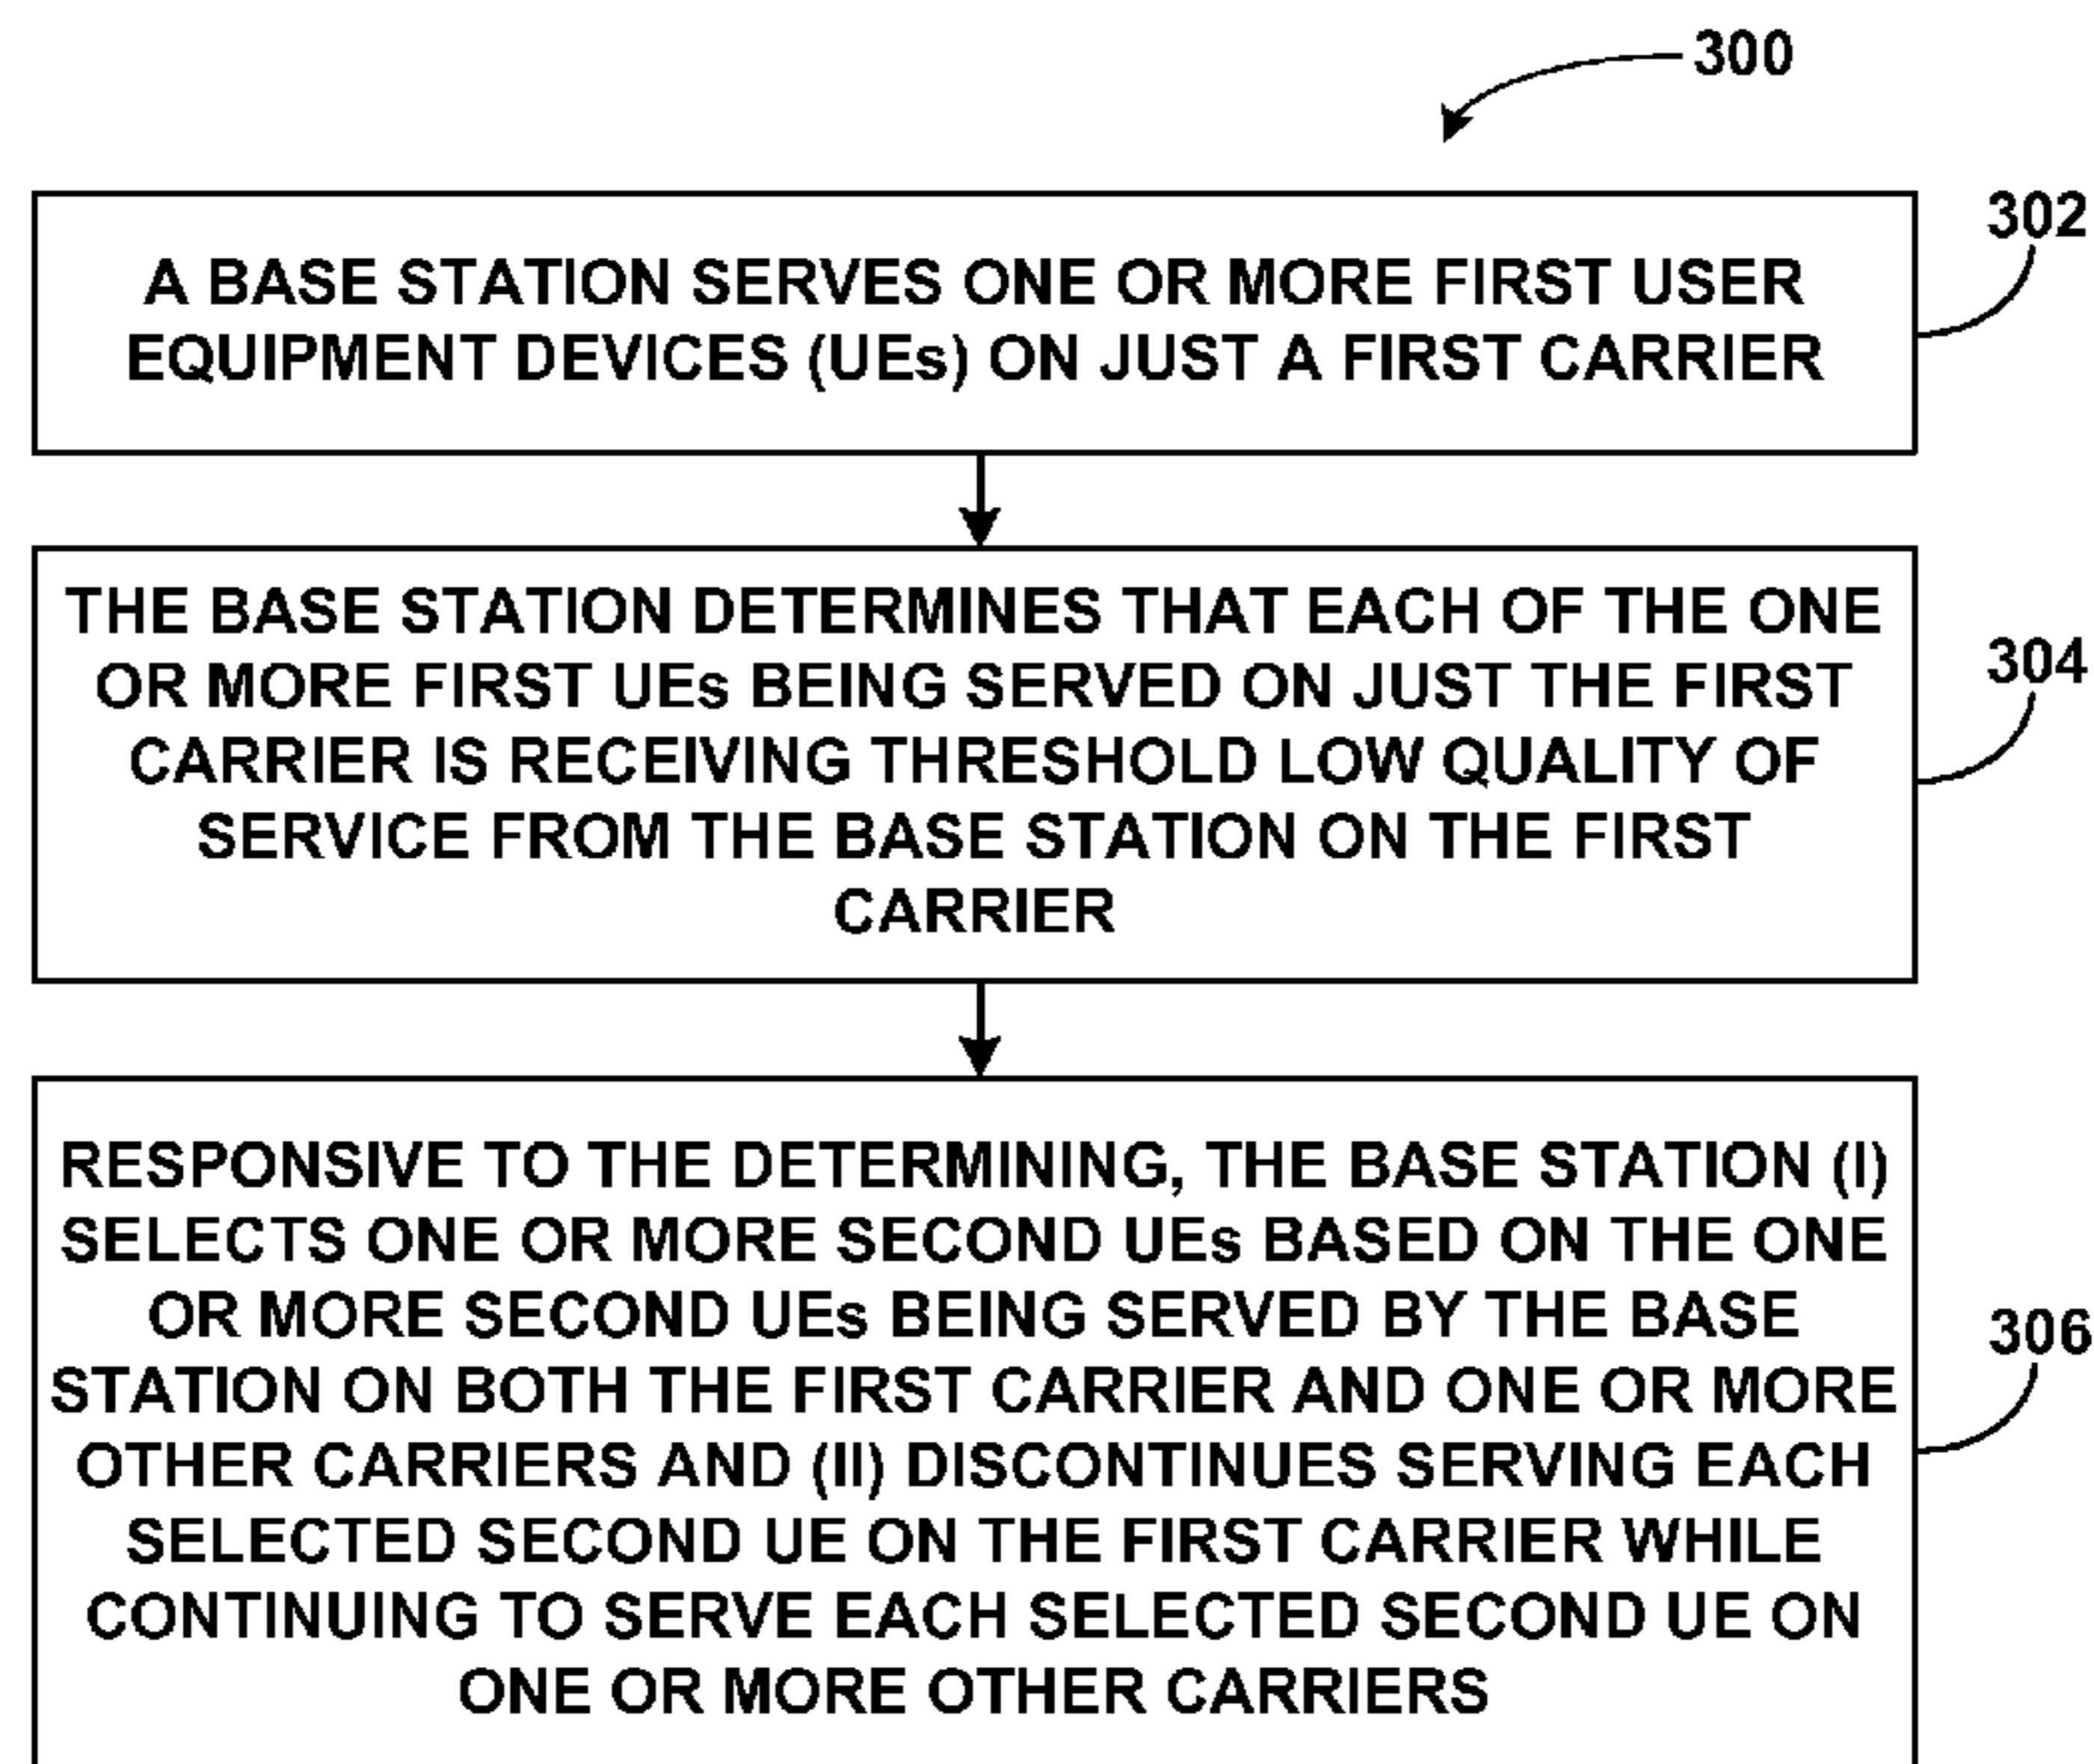 300
302
A BASE STATION SERVES ONE OR MORE FIRST USER
EQUIPMENT DEVICES (UEs) ON JUST A FIRST CARRIER
THE BASE STATION DETERMINES THAT EACH OF THE ONE
OR MORE FIRST UEs BEING SERVED ON JUST THE FIRST
CARRIER IS RECEIVING THRESHOLD LOW QUALITY OF
SERVICE FROM THE BASE STATION ON THE FIRST
CARRIER
304
RESPONSIVE TO THE DETERMINING, THE BASE STATION (I)
SELECTS ONE OR MORE SECOND UEs BASED ON THE ONE
OR MORE SECOND UEs BEING SERVED BY THE BASE
STATION ON BOTH THE FIRST CARRIER AND ONE OR MORE
OTHER CARRIERS AND (II) DISCONTINUES SERVING EACH
SELECTED SECOND UE ON THE FIRST CARRIER WHILE
CONTINUING TO SERVE EACH SELECTED SECOND UE ON
ONE OR MORE OTHER CARRIERS
306